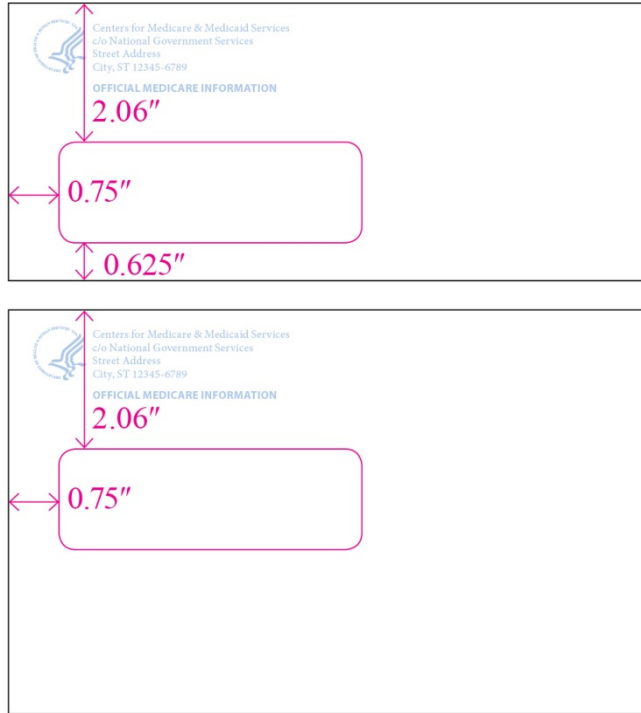 Centers for Medicare & Medicaid Services
c/o National Government Services
Street Address
City, ST 12345-6789
OFFICIAL MEDICARE INFORMATION
2.06"
0.75"
0.625"
Centers for Medicare & Medicaid Services
c/o National Government Services
Street Address
City, ST 12345-6789
OFFICIAL MEDICARE INFORMATION
2.06"
0.75"